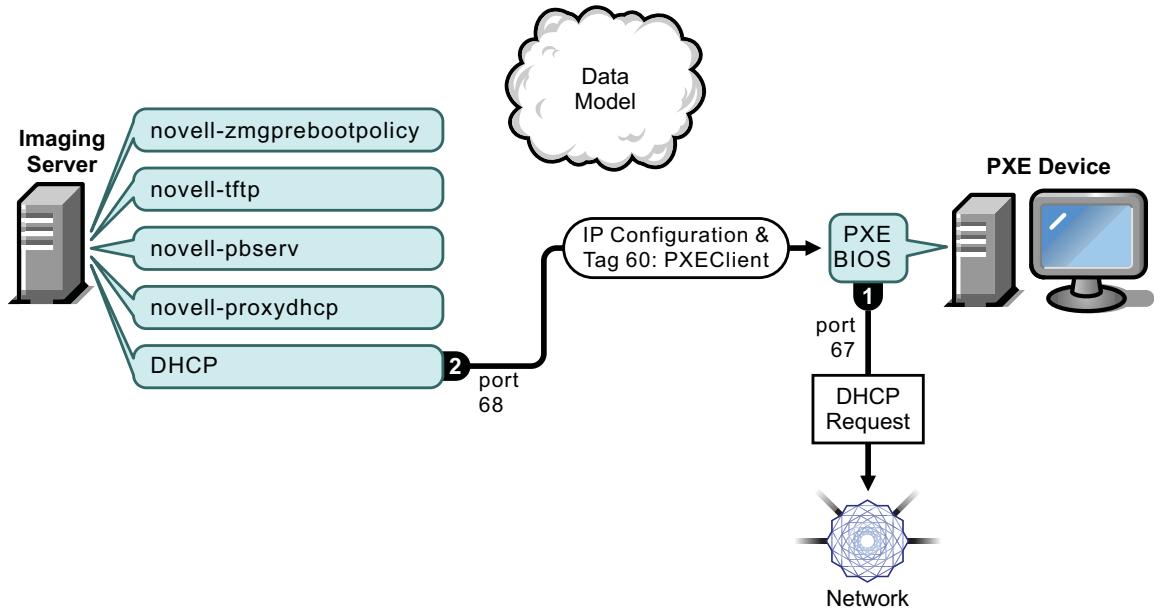 Data
Model
Imaging
Server
novell-zmgprebootpolicy
novell-tftp
novell-pbserv
novell-proxydhcp
DHCP
2
port
68
IP Configuration &
Tag 60: PXEClient
PXE Device
PXE
BIOS
1
port
67
DHCP
Request
Network